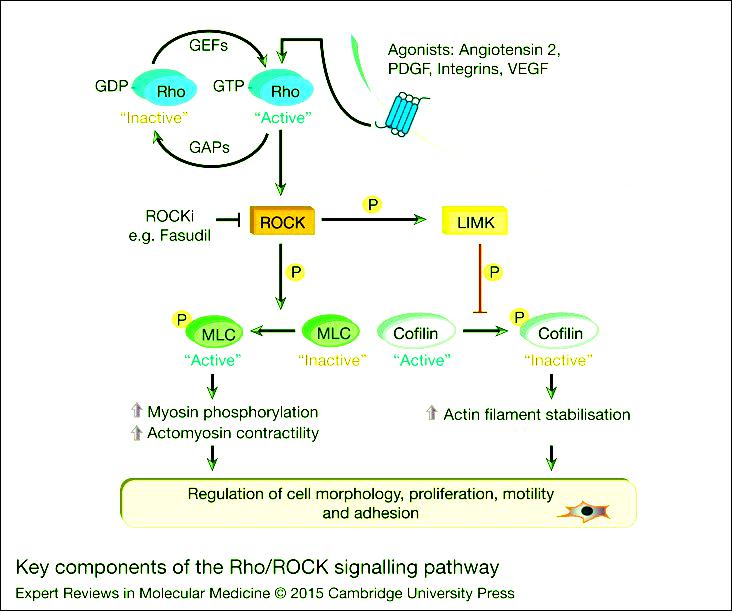 GEFs
Agonists: Angiotensin 2,
PDGF, Integrins, VEGF
GDP Rho GTP Rho
"Inactive" "Active"
GAPs
ROCKi
e.g. Fasudil
ROCK P LIMK
P P
P MLC MLC Cofilin P Cofilin
"Active" "Inactive" "Active" "Inactive"
Myosin phosphorylation
Actomyosin contractility
Actin filament stabilisation
Regulation of cell morphology, proliferation, motility
and adhesion
Key components of the Rho/ROCK signalling pathway
Expert Reviews in Molecular Medicine © 2015 Cambridge University Press